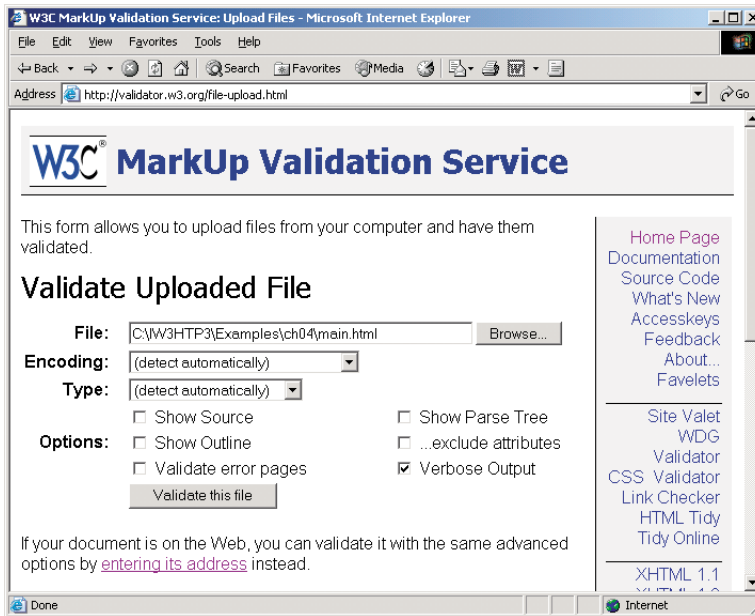 W3C MarkUp Validation Service: Upload Files - Microsoft Internet Explorer
File Edit View Favorites Tools Help
Back Search Favorites Media
Address http://validator.w3.org/file-upload.html Go
W3C® MarkUp Validation Service
This form allows you to upload files from your computer and have them
validated.
Validate Uploaded File
File: C:\IW3HTP3\Examples\ch04\main.html Browse...
Encoding: (detect automatically)
Type: (detect automatically)
Show Source Show Parse Tree
Options: Show Outline ...exclude attributes
Validate error pages Verbose Output
Validate this file
If your document is on the Web, you can validate it with the same advanced
options by entering its address instead.
Home Page
Documentation
Source Code
What's New
Accesskeys
Feedback
About...
Favelets
Site Valet
WDG
Validator
CSS Validator
Link Checker
HTML Tidy
Tidy Online
XHTML 1.1
Done Internet